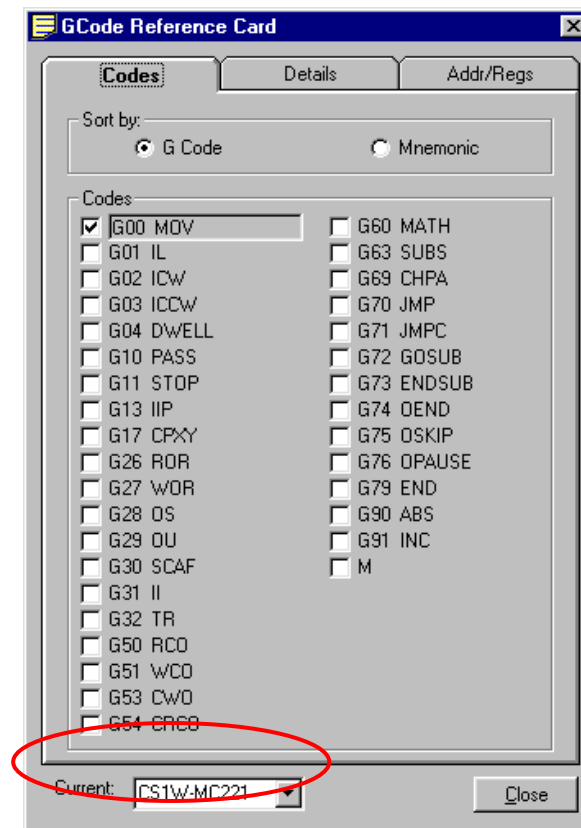 GCode Reference Card
Codes
Details
Addr/Regs
Sort by:
G Code
Mnemonic
Codes
G00 MOV
G01 IL
G02 ICW
G03 ICCW
G04 DWELL
G10 PASS
G11 STOP
G13 IIP
G17 CPXY
G26 ROR
G27 WOR
G28 OS
G29 OU
G30 SCAF
G31 II
G32 TR
G50 RCO
G51 WCO
G53 CWO
G54 CRCO
G60 MATH
G63 SUBS
G69 CHPA
G70 JMP
G71 JMPC
G72 GOSUB
G73 ENDSUB
G74 OEND
G75 OSKIP
G76 OPAUSE
G79 END
G90 ABS
G91 INC
M
Current:
CS1W-MC221
Close